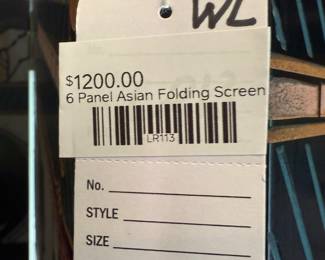 WL
$1200.00
6 Panel Asian Folding Screen
LR113
No.
STYLE
SIZE